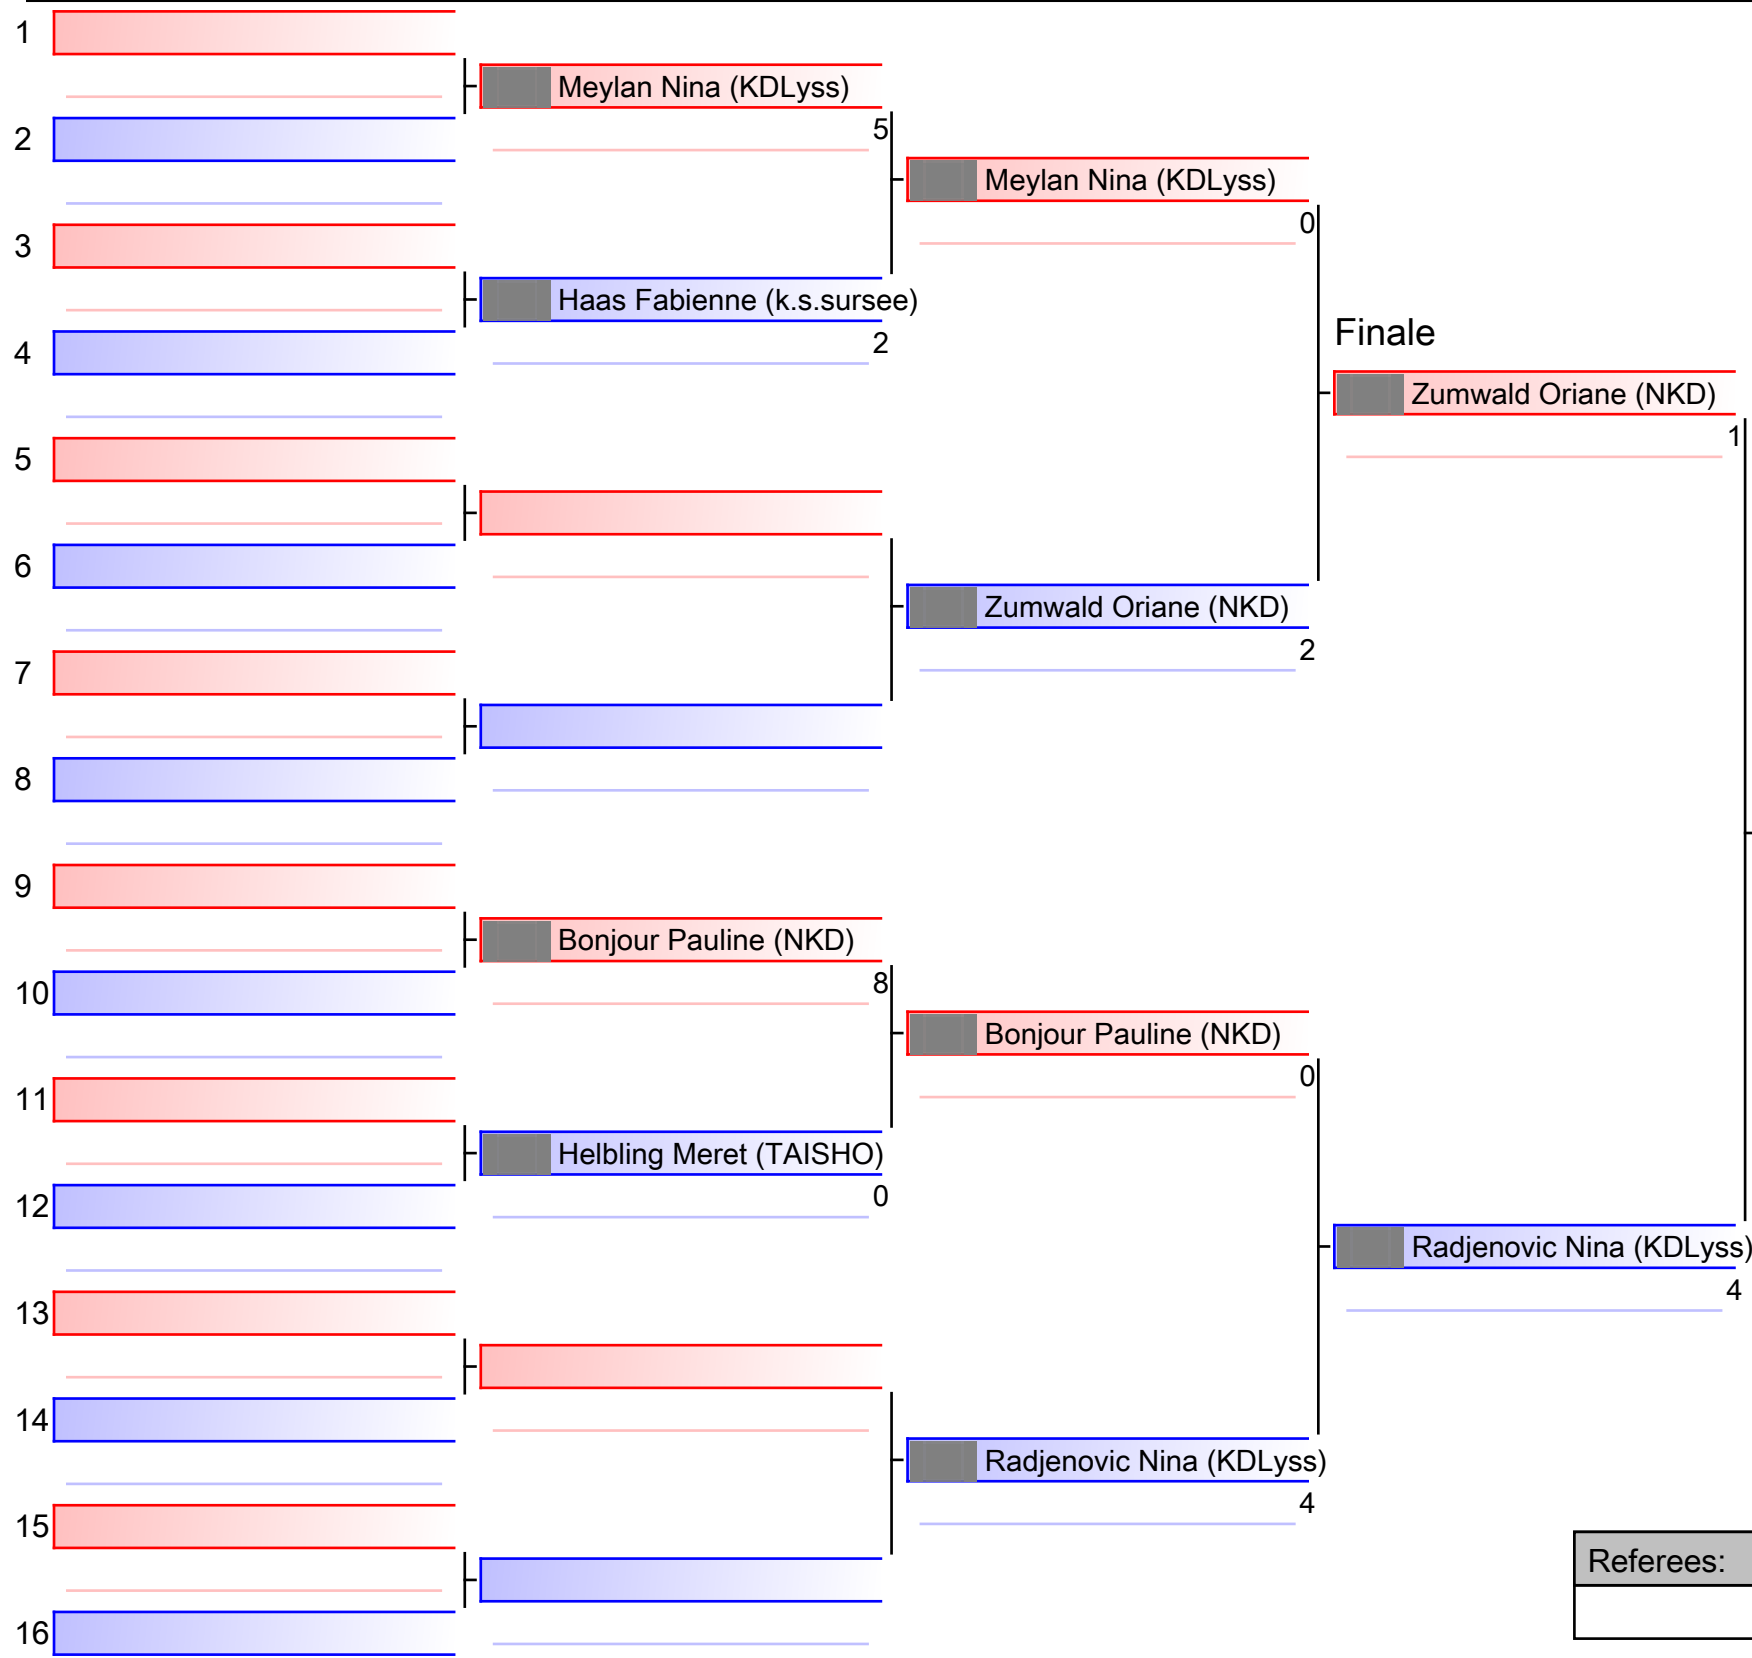 1
Meylan Nina (KDLyss)
5
2
Meylan Nina (KDLyss)
0
3
Haas Fabienne (k.s.sursee)
2
4
Finale
Zumwald Oriane (NKD)
1
5
6
Zumwald Oriane (NKD)
2
7
8
9
Bonjour Pauline (NKD)
8
10
Bonjour Pauline (NKD)
0
11
Helbling Meret (TAISHO)
0
12
Radjenovic Nina (KDLyss)
4
13
14
Radjenovic Nina (KDLyss)
4
15
Referees:
16